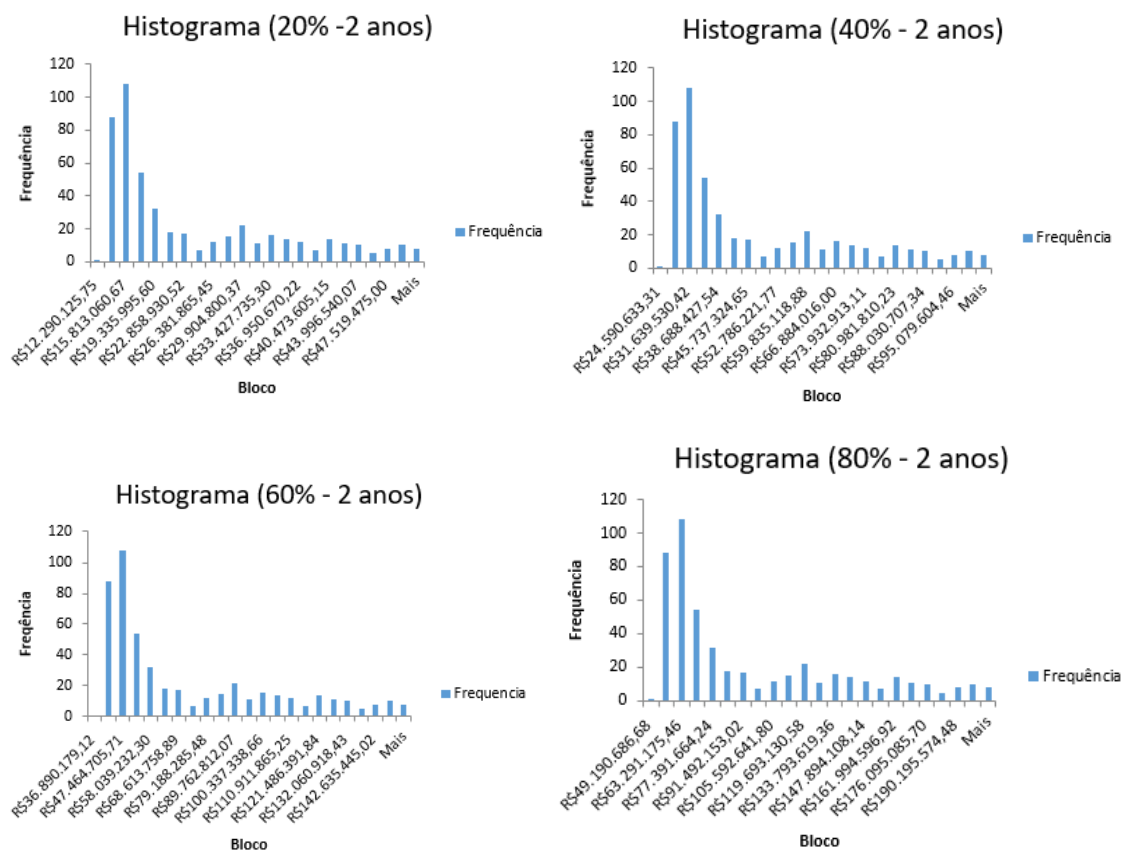 Histograma (20% -2 anos)
Frequência
120
100
80
60
40
20
0
R$12.290.125,75
R$15.813.060,67
R$19.335.995,60
R$22.858.930,52
R$26.381.865,45
R$29.904.800,37
R$33.427.735,30
R$36.950.670,22
R$40.473.605,15
R$43.996.540,07
R$47.519.475,00
Mais
Bloco
Frequência
Histograma (40% - 2 anos)
Frequência
120
100
80
60
40
20
0
R$24.590.633,31
R$31.639.530,42
R$38.688.427,54
R$45.737.324,65
R$52.786.221,77
R$59.835.118,88
R$66.884.016,00
R$73.932.913,11
R$80.981.810,23
R$88.030.707,34
R$95.079.604,46
Mais
Bloco
Frequência
Histograma (60% - 2 anos)
Freqência
120
100
80
60
40
20
0
R$36.890.179,12
R$47.464.705,71
R$58.039.232,30
R$68.613.758,89
R$79.188.285,48
R$89.762.812,07
R$100.337.338,66
R$110.911.865,25
R$121.486.391,84
R$132.060.918,43
R$142.635.445,02
Mais
Bloco
Frequencia
Histograma (80% - 2 anos)
Frequência
120
100
80
60
40
20
0
R$49.190.686,68
R$63.291.175,46
R$77.391.664,24
R$91.492.153,02
R$105.592.641,80
R$119.693.130,58
R$133.793.619,36
R$147.894.108,14
R$161.994.596,92
R$176.095.085,70
R$190.195.574,48
Mais
Bloco
Frequência